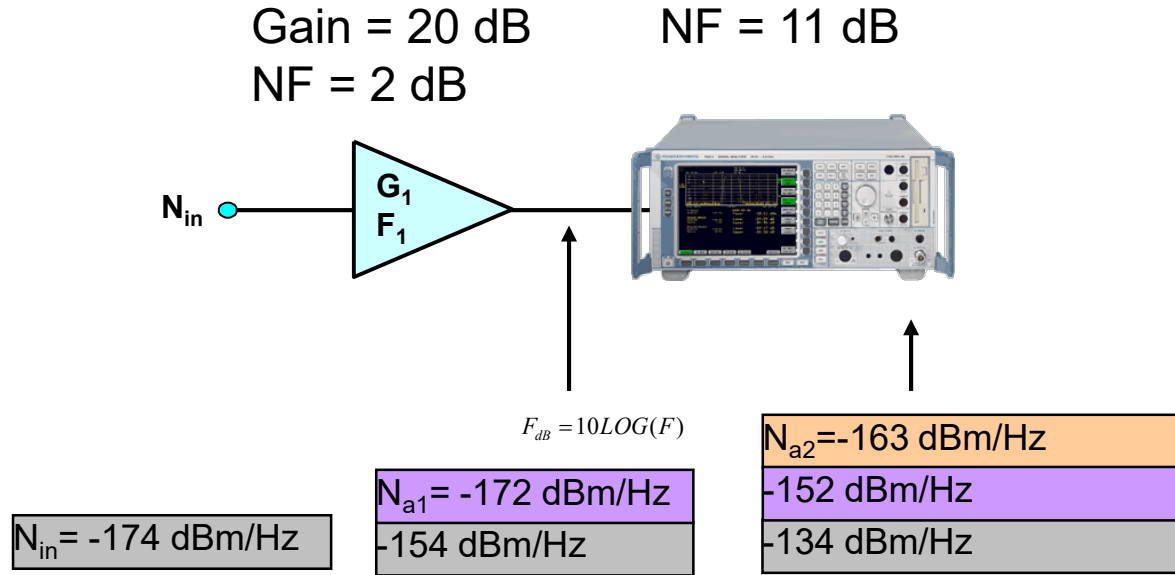 Gain = 20 dB
NF = 2 dB
NF = 11 dB
G1
F1
Nin
F_dB = 10LOG(F)
Na2=-163 dBm/Hz
Na1= -172 dBm/Hz
-152 dBm/Hz
Nin= -174 dBm/Hz
-154 dBm/Hz
-134 dBm/Hz